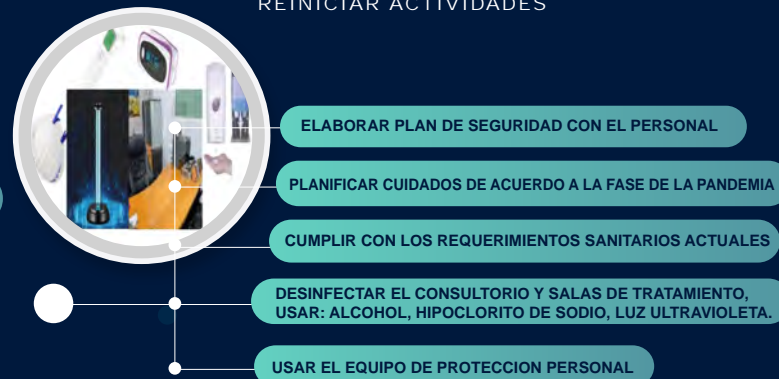 REINICIAR ACTIVIDADES
ELABORAR PLAN DE SEGURIDAD CON EL PERSONAL
PLANIFICAR CUIDADOS DE ACUERDO A LA FASE DE LA PANDEMIA
CUMPLIR CON LOS REQUERIMIENTOS SANITARIOS ACTUALES
DESINFECTAR EL CONSULTORIO Y SALAS DE TRATAMIENTO,
USAR: ALCOHOL, HIPOCLORITO DE SODIO, LUZ ULTRAVIOLETA.
USAR EL EQUIPO DE PROTECCION PERSONAL